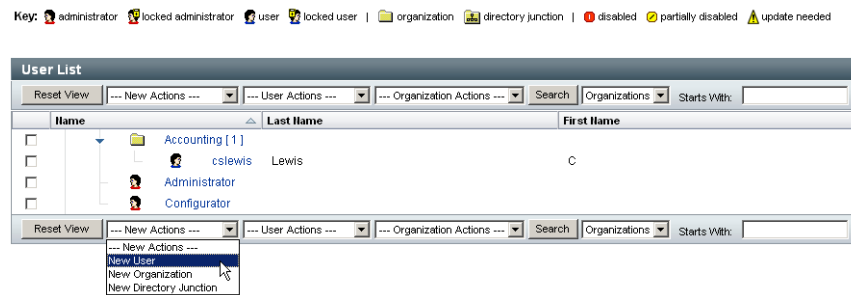 Key: administrator locked administrator user locked user | organization directory junction | disabled partially disabled update needed
User List
Reset View --- New Actions --- --- User Actions --- --- Organization Actions --- Search Organizations Starts With:
Name Last Name First Name
Accounting [ 1 ]
cslewis Lewis C
Administrator
Configurator
Reset View --- New Actions --- --- User Actions --- --- Organization Actions --- Search Organizations Starts With:
--- New Actions ---
New User
New Organization
New Directory Junction